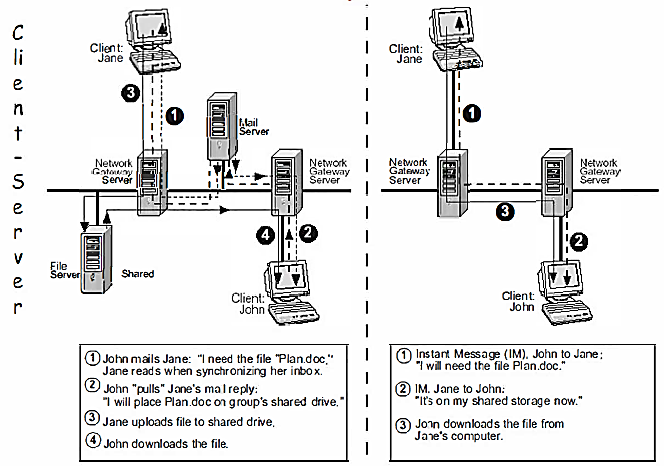 Client-Server
Client:
Jane
3
1
Mail
Server
Network
Gateway
Server
Network
Gateway
Server
4
2
File
Server
Shared
Client:
John
1 John mails Jane: "I need the file "Plan.doc,"
Jane reads when synchronizing her inbox.
2 John "pulls" Jane's mail reply:
"I will place Plan.doc on group's shared drive."
3 Jane uploads file to shared drive.
4 John downloads the file.
Client:
Jane
1
Network
Gateway
Server
Network
Gateway
Server
3
2
Client:
John
1 Instant Message (IM), John to Jane;
"I will need the file Plan.doc."
2 IM. Jane to John:
"It's on my shared storage now."
3 John downloads the file from
Jane's computer.